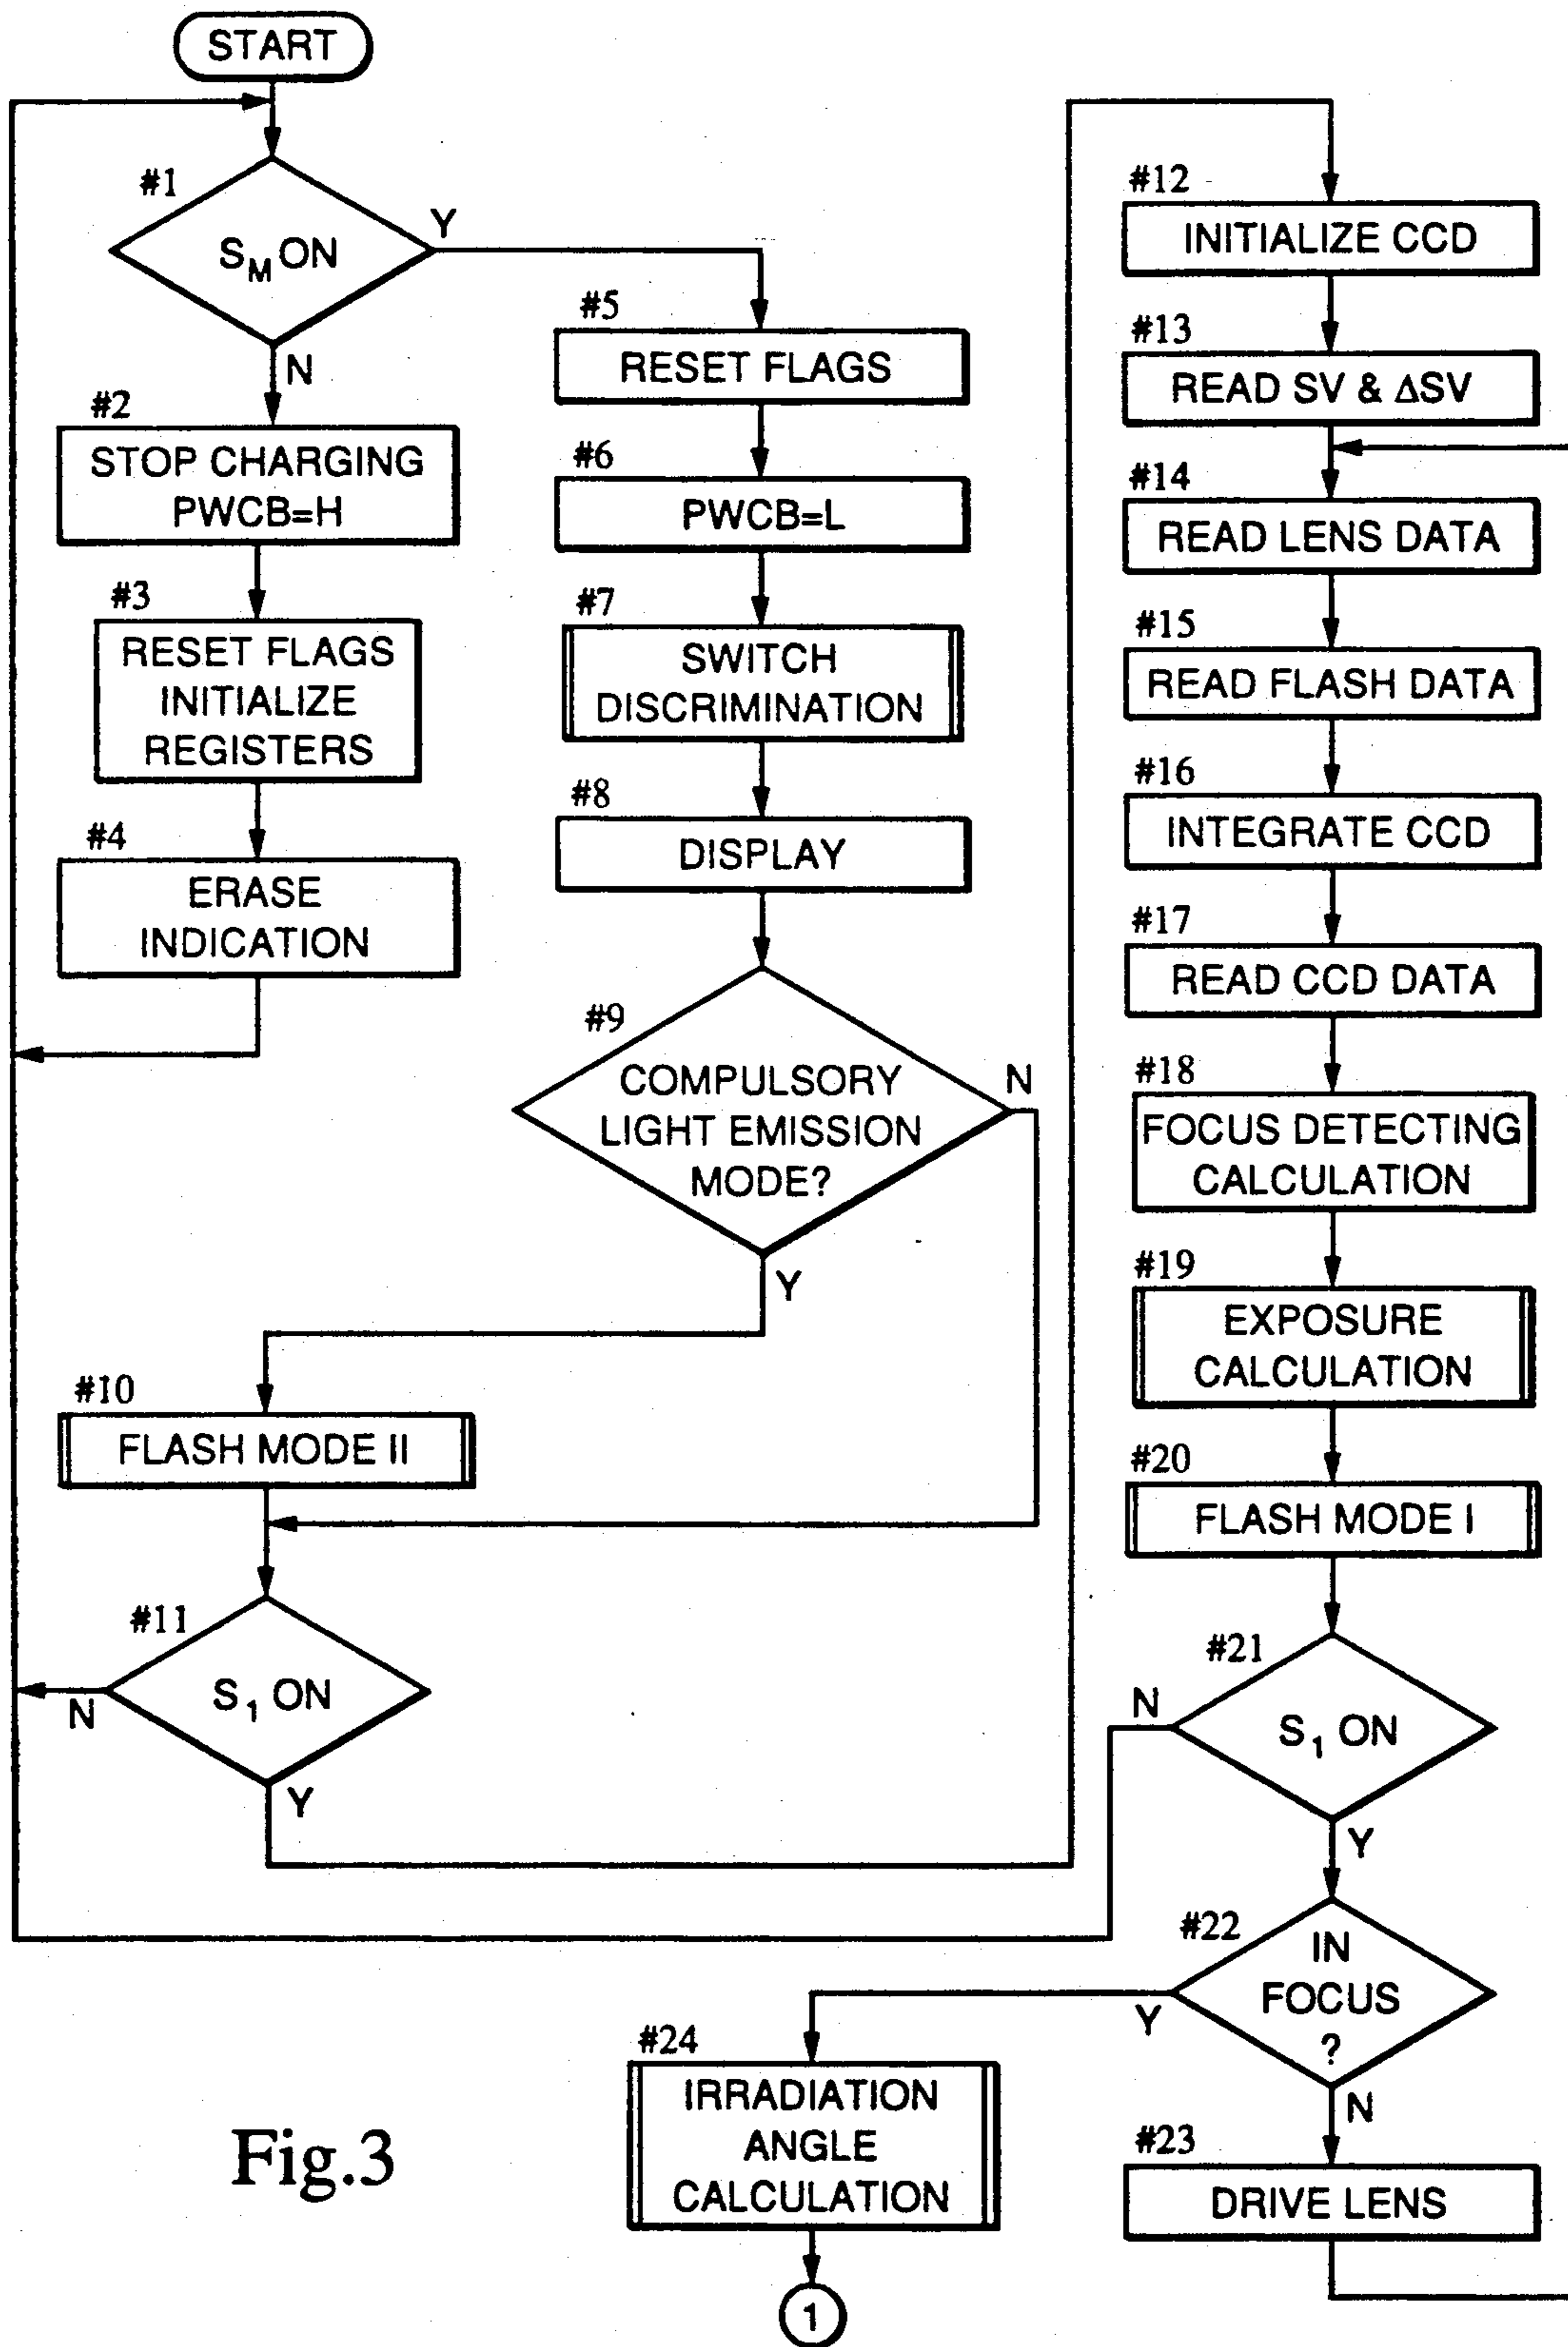 START
#1
S_M ON
Y
N
#2
STOP CHARGING
PWCB=H
#3
RESET FLAGS
INITIALIZE
REGISTERS
#4
ERASE
INDICATION
#5
RESET FLAGS
#6
PWCB=L
#7
SWITCH
DISCRIMINATION
#8
DISPLAY
#9
COMPULSORY
LIGHT EMISSION
MODE?
N
Y
#10
FLASH MODE II
#11
S₁ ON
N
Y
#12
INITIALIZE CCD
#13
READ SV & ΔSV
#14
READ LENS DATA
#15
READ FLASH DATA
#16
INTEGRATE CCD
#17
READ CCD DATA
#18
FOCUS DETECTING
CALCULATION
#19
EXPOSURE
CALCULATION
#20
FLASH MODE I
#21
S₁ ON
N
Y
#22
IN
FOCUS
?
Y
N
#23
DRIVE LENS
#24
IRRADIATION
ANGLE
CALCULATION
1
Fig.3